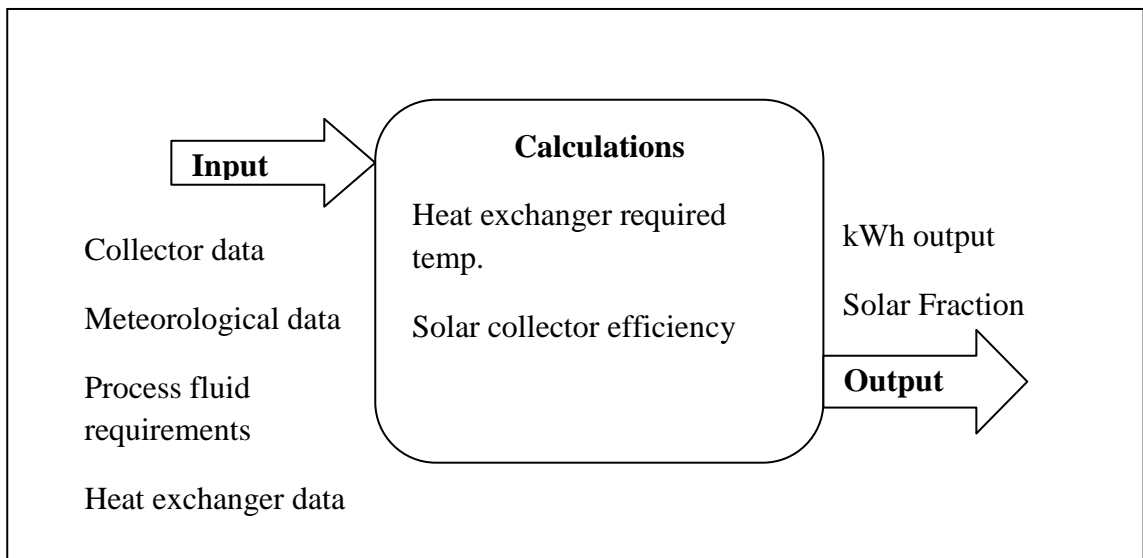 Input
Collector data
Meteorological data
Process fluid
requirements
Heat exchanger data
Calculations
Heat exchanger required
temp.
Solar collector efficiency
kWh output
Solar Fraction
Output